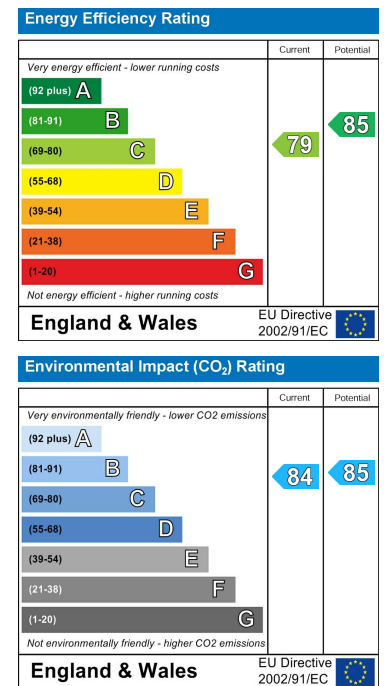 Energy Efficiency Rating
Current Potential
Very energy efficient - lower running costs
(92 plus) A
(81-91) B
85
(69-80) C
79
(55-68) D
(39-54) E
(21-38) F
(1-20) G
Not energy efficient - higher running costs
England & Wales
EU Directive
2002/91/EC
Environmental Impact (CO₂) Rating
Current Potential
Very environmentally friendly - lower CO2 emissions
(92 plus) A
(81-91) B
84 85
(69-80) C
(55-68) D
(39-54) E
(21-38) F
(1-20) G
Not environmentally friendly - higher CO2 emissions
England & Wales
EU Directive
2002/91/EC